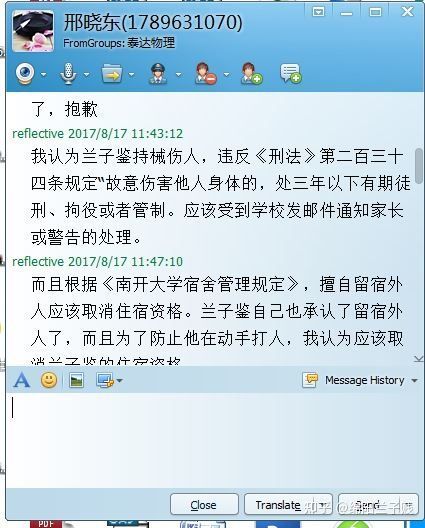 邢晓东(1789631070)
FromGroups: 泰达物理
了，抱歉
reflective 2017/8/17 11:43:12
我认为兰子鉴持械伤人，违反《刑法》第二百三十
四条规定“故意伤害他人身体的，处三年以下有期徒
刑、拘役或者管制。应该受到学校发邮件通知家长
或警告的处理。
reflective 2017/8/17 11:47:10
而且根据《南开大学宿舍管理规定》，擅自留宿外
人应该取消住宿资格。兰子鉴自己也承认了留宿外
人了，而且为了防止他在动手打人，我认为应该取
消兰子鉴的住宿资格
Message History
Close
Translate
Send
知乎
PDF